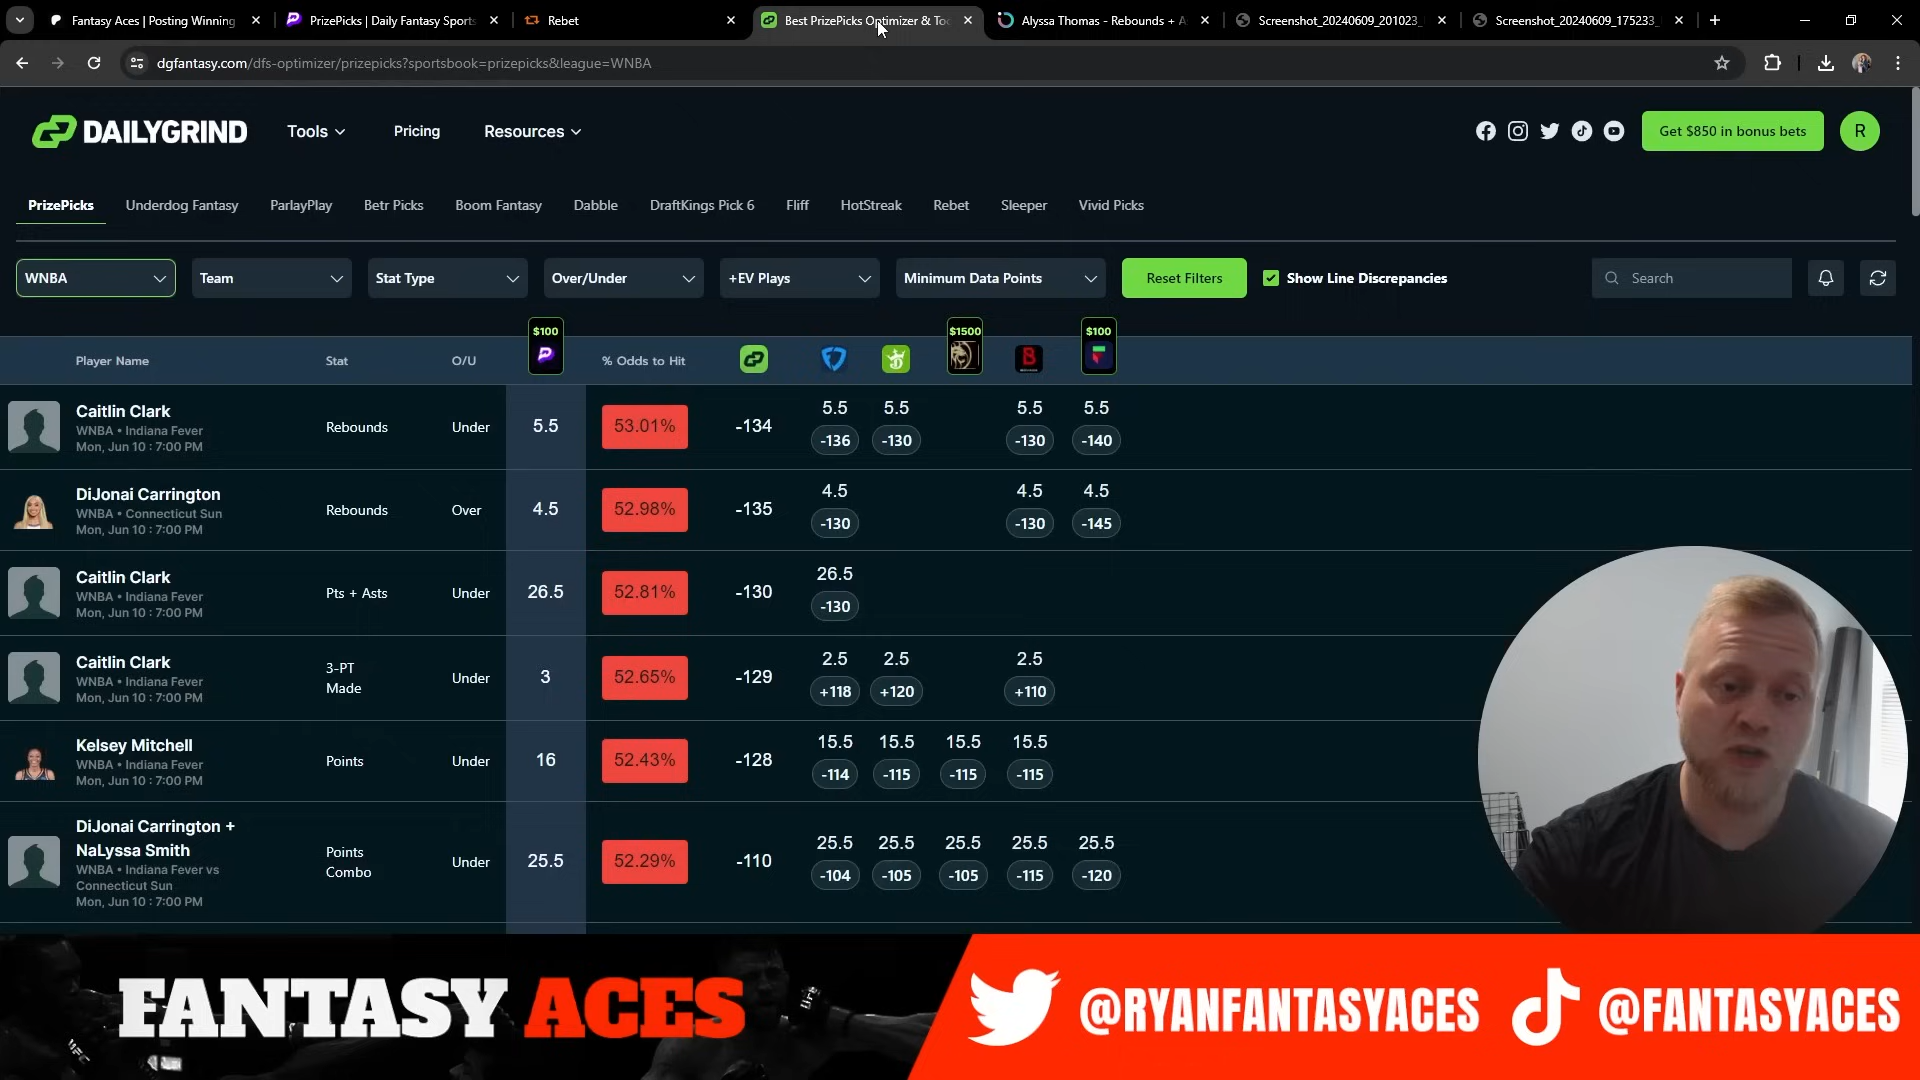 Fantasy Aces | Posting Winning
PrizePicks | Daily Fantasy Sports
Rebet
Best PrizePicks Optimizer & Too
Alyssa Thomas - Rebounds + A
Screenshot_20240609_201023_
Screenshot_20240609_175233_
dgfantasy.com/dfs-optimizer/prizepicks?sportsbook=prizepicks&league=WNBA
DAILYGRIND
Tools
Pricing
Resources
Get $850 in bonus bets
R
PrizePicks
Underdog Fantasy
ParlayPlay
Betr Picks
Boom Fantasy
Dabble
DraftKings Pick 6
Fliff
HotStreak
Rebet
Sleeper
Vivid Picks
WNBA
Team
Stat Type
Over/Under
+EV Plays
Minimum Data Points
Reset Filters
Show Line Discrepancies
Search
$100
$1500
$100
Player Name
Stat
O/U
% Odds to Hit
Caitlin Clark
WNBA • Indiana Fever
Mon, Jun 10 : 7:00 PM
Rebounds
Under
5.5
53.01%
-134
5.5 5.5 5.5 5.5
-136 -130 -130 -140
DiJonai Carrington
WNBA • Connecticut Sun
Mon, Jun 10 : 7:00 PM
Rebounds
Over
4.5
52.98%
-135
4.5 4.5 4.5
-130 -130 -145
Caitlin Clark
WNBA • Indiana Fever
Mon, Jun 10 : 7:00 PM
Pts + Asts
Under
26.5
52.81%
-130
26.5
-130
Caitlin Clark
WNBA • Indiana Fever
Mon, Jun 10 : 7:00 PM
3-PT
Made
Under
3
52.65%
-129
2.5 2.5 2.5
+118 +120 +110
Kelsey Mitchell
WNBA • Indiana Fever
Mon, Jun 10 : 7:00 PM
Points
Under
16
52.43%
-128
15.5 15.5 15.5 15.5
-114 -115 -115 -115
DiJonai Carrington +
NaLyssa Smith
WNBA • Indiana Fever vs
Connecticut Sun
Mon, Jun 10 : 7:00 PM
Points
Combo
Under
25.5
52.29%
-110
25.5 25.5 25.5 25.5 25.5
-104 -105 -105 -115 -120
FANTASY ACES
@RYANFANTASYACES
@FANTASYACES